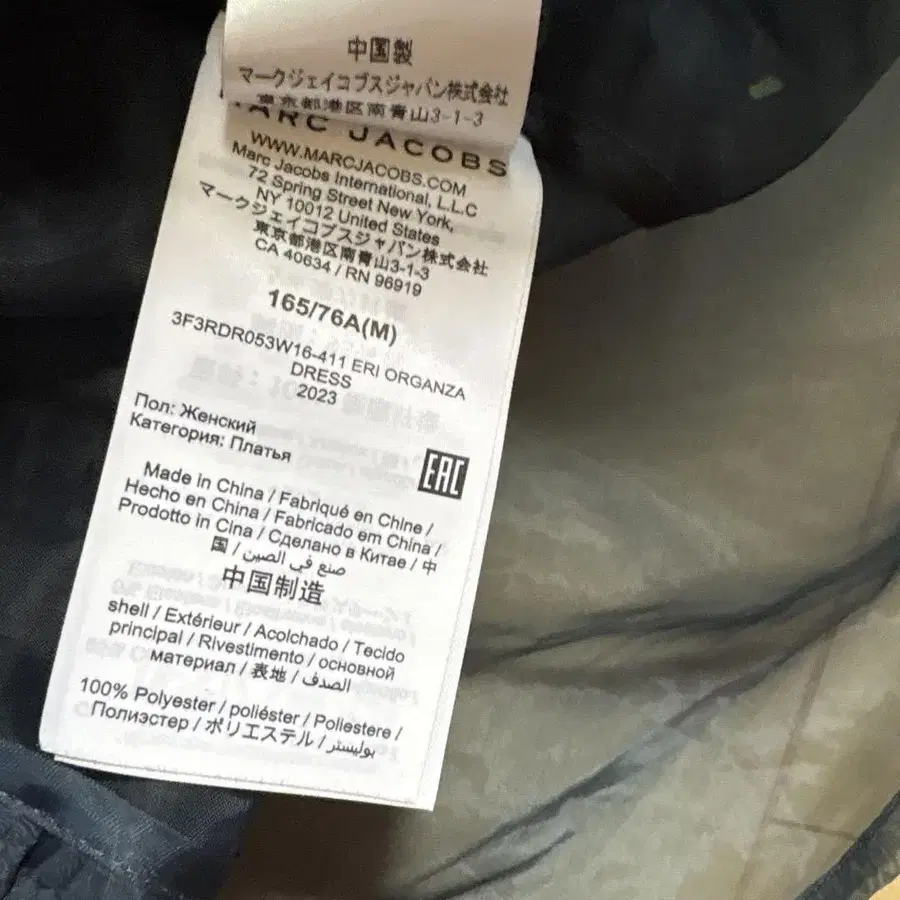 中国製
マークジェイコブスジャパン株式会社
東京都港区南青山3-1-3
MARC JACOBS
WWW.MARCJACOBS.COM
Marc Jacobs International, L.L.C
72 Spring Street New York,
NY 10012 United States
マークジェイコブスジャパン株式会社
東京都港区南青山3-1-3
CA 40634 / RN 96919
165/76A(M)
3F3RDR053W16-411 ERI ORGANZA
DRESS
2023
Пол: Женский
Категория: Платья
EAC
Made in China / Fabriqué en Chine /
Hecho en China / Fabricado em China /
Prodotto in Cina / Сделано в Китае / 中
国 / صنع في الصين
中国制造
shell / Extérieur / Acolchado / Tecido
principal / Rivestimento / основной
материал / 表地 / الصدف
100% Polyester / poliéster / Poliestere /
Полиэстер / ポリエステル / بوليستر